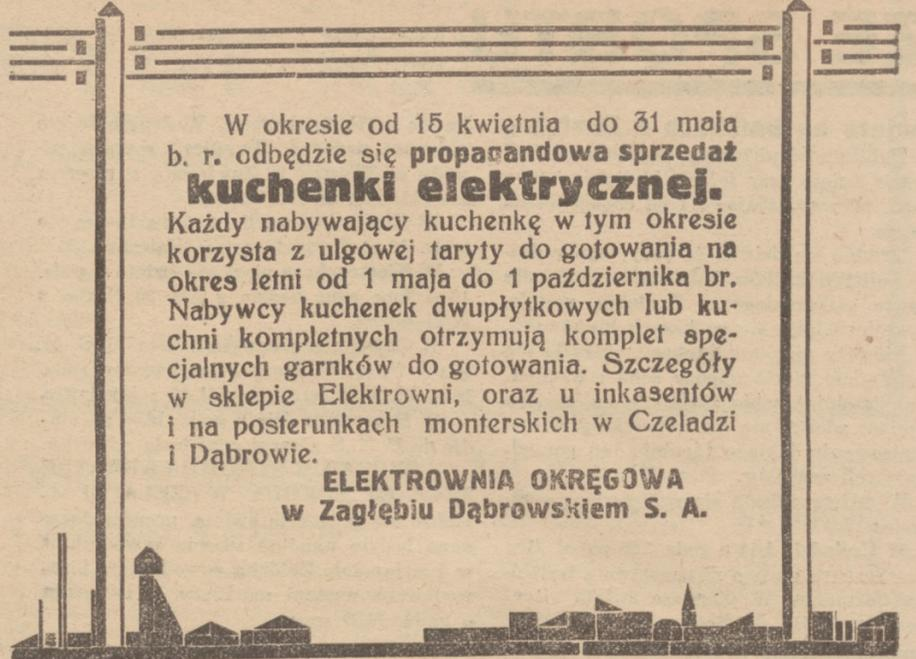 W okresie od 15 kwietnia do 31 maja
b. r. odbędzie się propagandowa sprzedaż
kuchenki elektrycznej.
Każdy nabywający kuchenkę w tym okresie
korzysta z ulgowej taryty do gotowania na
okres letni od 1 maja do 1 października br.
Nabywcy kuchenek dwupłytkowych lub ku-
chni kompletnych otrzymują komplet spe-
cjalnych garnków do gotowania. Szczegóły
w sklepie Elektrowni, oraz u inkasentów
i na posterunkach monterskich w Czeladzi
i Dąbrowie.
ELEKTROWNIA OKRĘGOWA
w Zagłębiu Dąbrowskiem S. A.